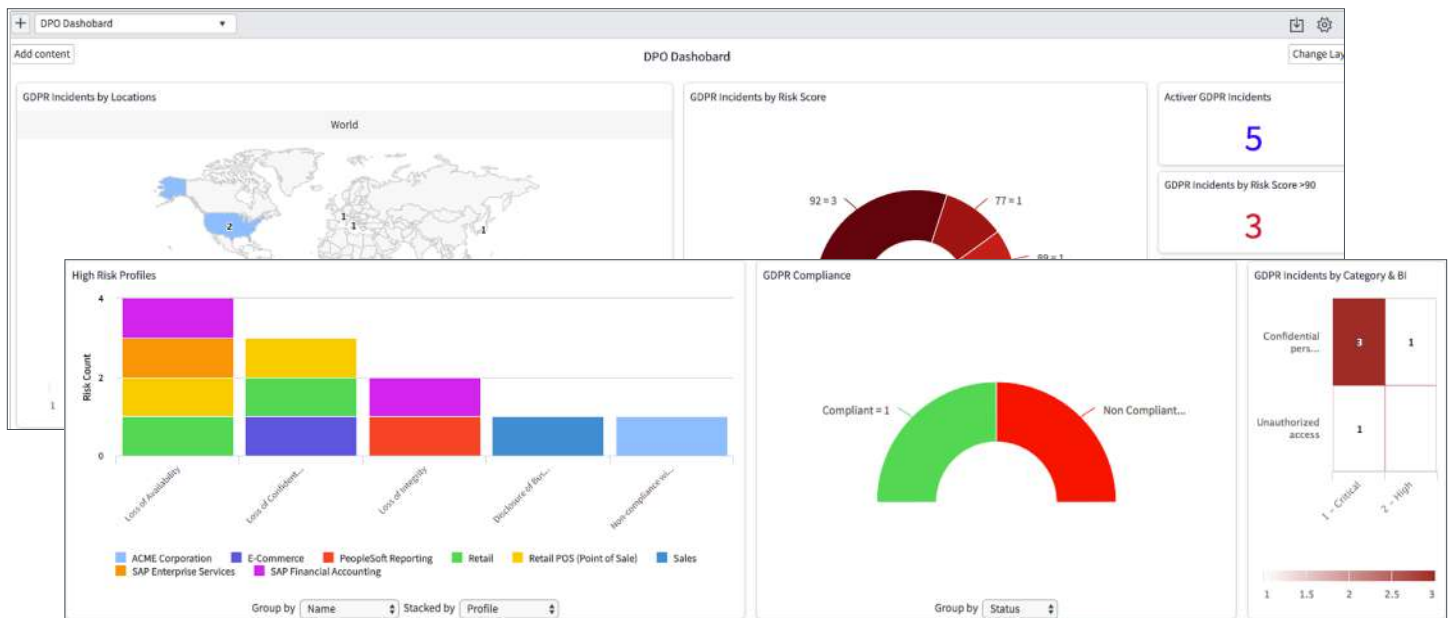 + DPO Dashobard ▼
Add content
DPO Dashobard
Change Lay
GDPR Incidents by Locations
World
2
1
1
1
1
GDPR Incidents by Risk Score
92 = 3
77 = 1
89 = 1
Activer GDPR Incidents
5
GDPR Incidents by Risk Score >90
3
High Risk Profiles
Risk Count
4
2
0
Loss of Availability
Loss of Confident...
Loss of Integrity
Disclosure of Bus...
Non-compliance wi...
ACME Corporation E-Commerce PeopleSoft Reporting Retail Retail POS (Point of Sale) Sales
SAP Enterprise Services SAP Financial Accounting
Group by Name Stacked by Profile
GDPR Compliance
Compliant = 1
Non Compliant...
Group by Status
GDPR Incidents by Category & BI
Confidential
pers...
3 1
Unauthorized
access
1
1 - Critical
2 - High
1 1.5 2 2.5 3